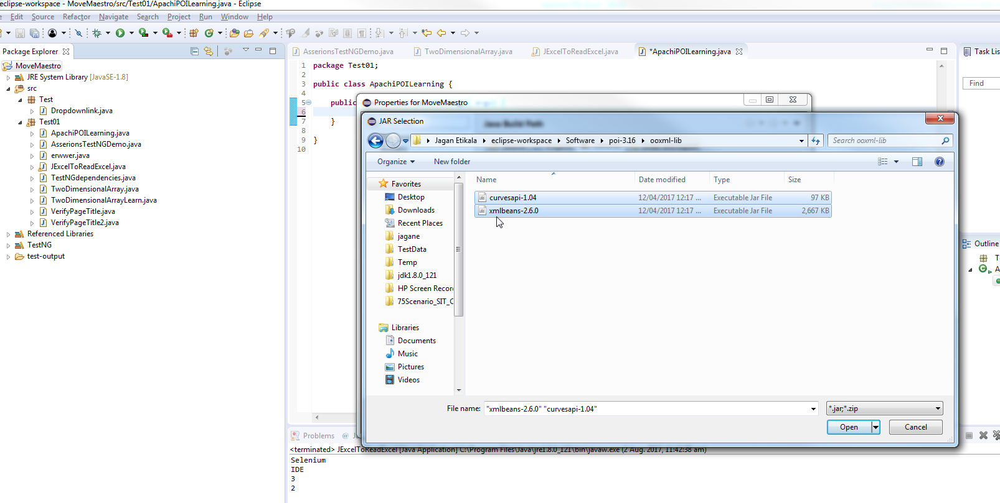 eclipse-workspace - MoveMaestro/src/Test01/ApachiPOILearning.java - Eclipse
Edit Source Refactor Navigate Search Project Run Window Help
Package Explorer
MoveMaestro
JRE System Library [JavaSE-1.8]
src
Test
Dropdownlink.java
Test01
ApachiPOILearning.java
AsserionsTestNGDemo.java
erwwer.java
JExcelToReadExcel.java
TestNGdependencies.java
TwoDimensionalArray.java
TwoDimensionalArrayLearn.java
VerifyPageTitle.java
VerifyPageTitle2.java
Referenced Libraries
TestNG
test-output
AsserionsTestNGDemo.java TwoDimensionalArray.java JExcelToReadExcel.java *ApachiPOILearning.java
1 package Test01;
2
3 public class ApachiPOILearning {
4
5 public
6
7 }
8
9 }
10
Properties for MoveMaestro
Java Build Path
JAR Selection
Jagan Etikala eclipse-workspace Software poi-3.16 ooxml-lib
Search ooxml-lib
Organize New folder
Favorites
Desktop
Downloads
Recent Places
jagane
TestData
Temp
jdk1.8.0_121
HP Screen Recor
75Scenario_SIT_C
Libraries
Documents
Music
Pictures
Videos
Name Date modified Type Size
curvesapi-1.04 12/04/2017 12:17 ... Executable Jar File 97 KB
xmlbeans-2.6.0 12/04/2017 12:17 ... Executable Jar File 2,667 KB
File name: "xmlbeans-2.6.0" "curvesapi-1.04"
*.jar;*.zip
Open Cancel
Task Lis
Find
Outline
T
A
Problems @ J
<terminated> JExcelToReadExcel [Java Application] C:\Program Files\Java\jre1.8.0_121\bin\javaw.exe (2 Aug. 2017, 11:42:38 am)
Selenium
IDE
3
2